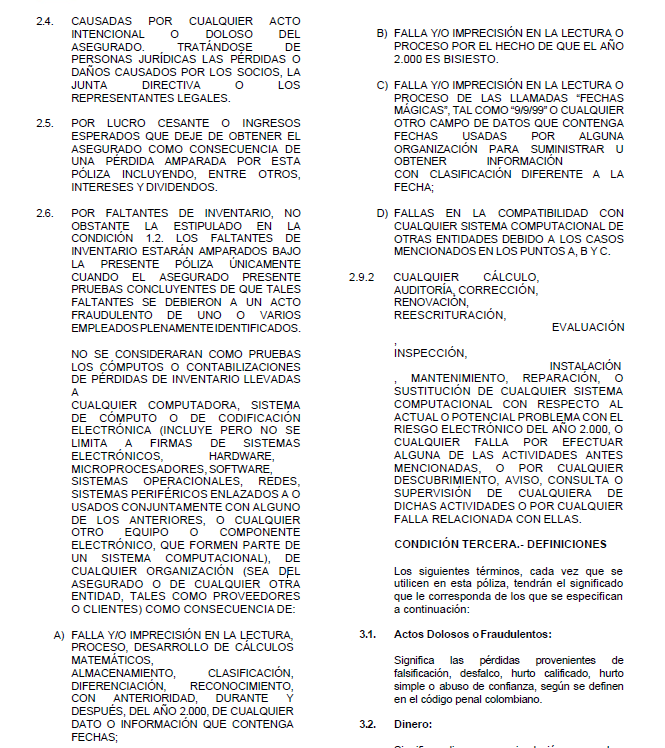 2.4. CAUSADAS POR CUALQUIER ACTO
INTENCIONAL O DOLOSO DEL
ASEGURADO. TRATÁNDOSE DE
PERSONAS JURÍDICAS LAS PÉRDIDAS O
DAÑOS CAUSADOS POR LOS SOCIOS, LA
JUNTA DIRECTIVA O LOS
REPRESENTANTES LEGALES.
2.5. POR LUCRO CESANTE O INGRESOS
ESPERADOS QUE DEJE DE OBTENER EL
ASEGURADO COMO CONSECUENCIA DE
UNA PÉRDIDA AMPARADA POR ESTA
PÓLIZA INCLUYENDO, ENTRE OTROS,
INTERESES Y DIVIDENDOS.
2.6. POR FALTANTES DE INVENTARIO, NO
OBSTANTE LA ESTIPULADO EN LA
CONDICIÓN 1.2. LOS FALTANTES DE
INVENTARIO ESTARÁN AMPARADOS BAJO
LA PRESENTE PÓLIZA ÚNICAMENTE
CUANDO EL ASEGURADO PRESENTE
PRUEBAS CONCLUYENTES DE QUE TALES
FALTANTES SE DEBIERON A UN ACTO
FRAUDULENTO DE UNO O VARIOS
EMPLEADOS PLENAMENTE IDENTIFICADOS.
NO SE CONSIDERARAN COMO PRUEBAS
LOS CÓMPUTOS O CONTABILIZACIONES
DE PÉRDIDAS DE INVENTARIO LLEVADAS
A
CUALQUIER COMPUTADORA, SISTEMA
DE CÓMPUTO O DE CODIFICACIÓN
ELECTRÓNICA (INCLUYE PERO NO SE
LIMITA A FIRMAS DE SISTEMAS
ELECTRÓNICOS, HARDWARE,
MICROPROCESADORES, SOFTWARE,
SISTEMAS OPERACIONALES, REDES,
SISTEMAS PERIFÉRICOS ENLAZADOS A O
USADOS CONJUNTAMENTE CON ALGUNO
DE LOS ANTERIORES, O CUALQUIER
OTRO EQUIPO O COMPONENTE
ELECTRÓNICO, QUE FORMEN PARTE DE
UN SISTEMA COMPUTACIONAL), DE
CUALQUIER ORGANIZACIÓN (SEA DEL
ASEGURADO O DE CUALQUIER OTRA
ENTIDAD, TALES COMO PROVEEDORES
O CLIENTES) COMO CONSECUENCIA DE:
A) FALLA Y/O IMPRECISIÓN EN LA LECTURA,
PROCESO, DESARROLLO DE CÁLCULOS
MATEMÁTICOS,
ALMACENAMIENTO, CLASIFICACIÓN,
DIFERENCIACIÓN, RECONOCIMIENTO,
CON ANTERIORIDAD, DURANTE Y
DESPUÉS, DEL AÑO 2.000, DE CUALQUIER
DATO O INFORMACIÓN QUE CONTENGA
FECHAS;
B) FALLA Y/O IMPRECISIÓN EN LA LECTURA O
PROCESO POR EL HECHO DE QUE EL AÑO
2.000 ES BISIESTO.
C) FALLA Y/O IMPRECISIÓN EN LA LECTURA O
PROCESO DE LAS LLAMADAS “FECHAS
MÁGICAS”, TAL COMO “9/9/99” O CUALQUIER
OTRO CAMPO DE DATOS QUE CONTENGA
FECHAS USADAS POR ALGUNA
ORGANIZACIÓN PARA SUMINISTRAR U
OBTENER INFORMACIÓN
CON CLASIFICACIÓN DIFERENTE A LA
FECHA;
D) FALLAS EN LA COMPATIBILIDAD CON
CUALQUIER SISTEMA COMPUTACIONAL DE
OTRAS ENTIDADES DEBIDO A LOS CASOS
MENCIONADOS EN LOS PUNTOS A, B Y C.
2.9.2 CUALQUIER CÁLCULO,
AUDITORÍA, CORRECCIÓN,
RENOVACIÓN,
REESCRITURACIÓN,
EVALUACIÓN
,
INSPECCIÓN,
INSTALACIÓN
, MANTENIMIENTO, REPARACIÓN, O
SUSTITUCIÓN DE CUALQUIER SISTEMA
COMPUTACIONAL CON RESPECTO AL
ACTUAL O POTENCIAL PROBLEMA CON EL
RIESGO ELECTRÓNICO DEL AÑO 2.000, O
CUALQUIER FALLA POR EFECTUAR
ALGUNA DE LAS ACTIVIDADES ANTES
MENCIONADAS, O POR CUALQUIER
DESCUBRIMIENTO, AVISO, CONSULTA O
SUPERVISIÓN DE CUALQUIERA DE
DICHAS ACTIVIDADES O POR CUALQUIER
FALLA RELACIONADA CON ELLAS.
CONDICIÓN TERCERA.- DEFINICIONES
Los siguientes términos, cada vez que se
utilicen en esta póliza, tendrán el significado
que le corresponda de los que se especifican
a continuación:
3.1. Actos Dolosos o Fraudulentos:
Significa las pérdidas provenientes de
falsificación, desfalco, hurto calificado, hurto
simple o abuso de confianza, según se definen
en el código penal colombiano.
3.2. Dinero: